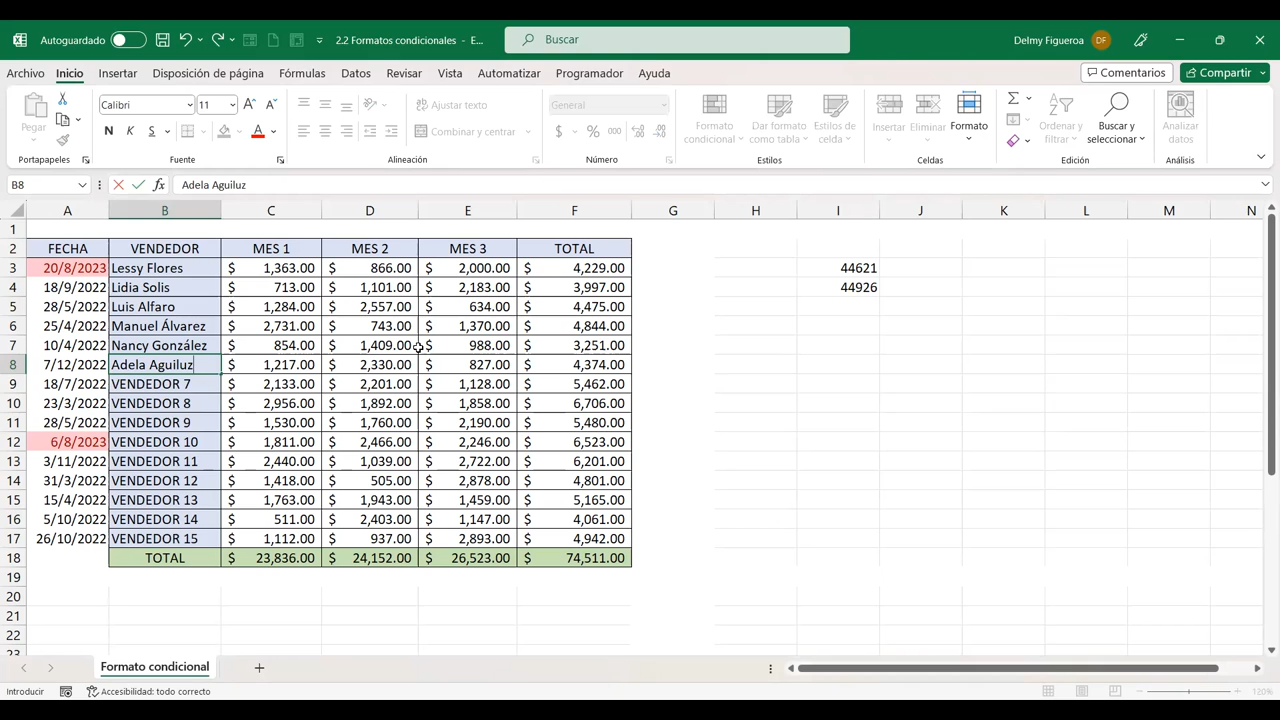 Autoguardado 2.2 Formatos condicionales - E... Buscar Delmy Figueroa DF
Archivo Inicio Insertar Disposición de página Fórmulas Datos Revisar Vista Automatizar Programador Ayuda Comentarios Compartir
Pegar Calibri 11 Ajustar texto General Formato condicional Dar formato como tabla Estilos de celda Insertar Eliminar Formato Ordenar y filtrar Buscar y seleccionar Analizar datos
N K S A Combinar y centrar $ % 000
Portapapeles Fuente Alineación Número Estilos Celdas Edición Análisis
B8 fx Adela Aguiluz
A B C D E F G H I J K L M N
1
2 FECHA VENDEDOR MES 1 MES 2 MES 3 TOTAL
3 20/8/2023 Lessy Flores $ 1,363.00 $ 866.00 $ 2,000.00 $ 4,229.00 44621
4 18/9/2022 Lidia Solis $ 713.00 $ 1,101.00 $ 2,183.00 $ 3,997.00 44926
5 28/5/2022 Luis Alfaro $ 1,284.00 $ 2,557.00 $ 634.00 $ 4,475.00
6 25/4/2022 Manuel Álvarez $ 2,731.00 $ 743.00 $ 1,370.00 $ 4,844.00
7 10/4/2022 Nancy González $ 854.00 $ 1,409.00 $ 988.00 $ 3,251.00
8 7/12/2022 Adela Aguiluz $ 1,217.00 $ 2,330.00 $ 827.00 $ 4,374.00
9 18/7/2022 VENDEDOR 7 $ 2,133.00 $ 2,201.00 $ 1,128.00 $ 5,462.00
10 23/3/2022 VENDEDOR 8 $ 2,956.00 $ 1,892.00 $ 1,858.00 $ 6,706.00
11 28/5/2022 VENDEDOR 9 $ 1,530.00 $ 1,760.00 $ 2,190.00 $ 5,480.00
12 6/8/2023 VENDEDOR 10 $ 1,811.00 $ 2,466.00 $ 2,246.00 $ 6,523.00
13 3/11/2022 VENDEDOR 11 $ 2,440.00 $ 1,039.00 $ 2,722.00 $ 6,201.00
14 31/3/2022 VENDEDOR 12 $ 1,418.00 $ 505.00 $ 2,878.00 $ 4,801.00
15 15/4/2022 VENDEDOR 13 $ 1,763.00 $ 1,943.00 $ 1,459.00 $ 5,165.00
16 5/10/2022 VENDEDOR 14 $ 511.00 $ 2,403.00 $ 1,147.00 $ 4,061.00
17 26/10/2022 VENDEDOR 15 $ 1,112.00 $ 937.00 $ 2,893.00 $ 4,942.00
18 TOTAL $ 23,836.00 $ 24,152.00 $ 26,523.00 $ 74,511.00
19
20
21
22
23
Formato condicional
Introducir Accesibilidad: todo correcto 120%